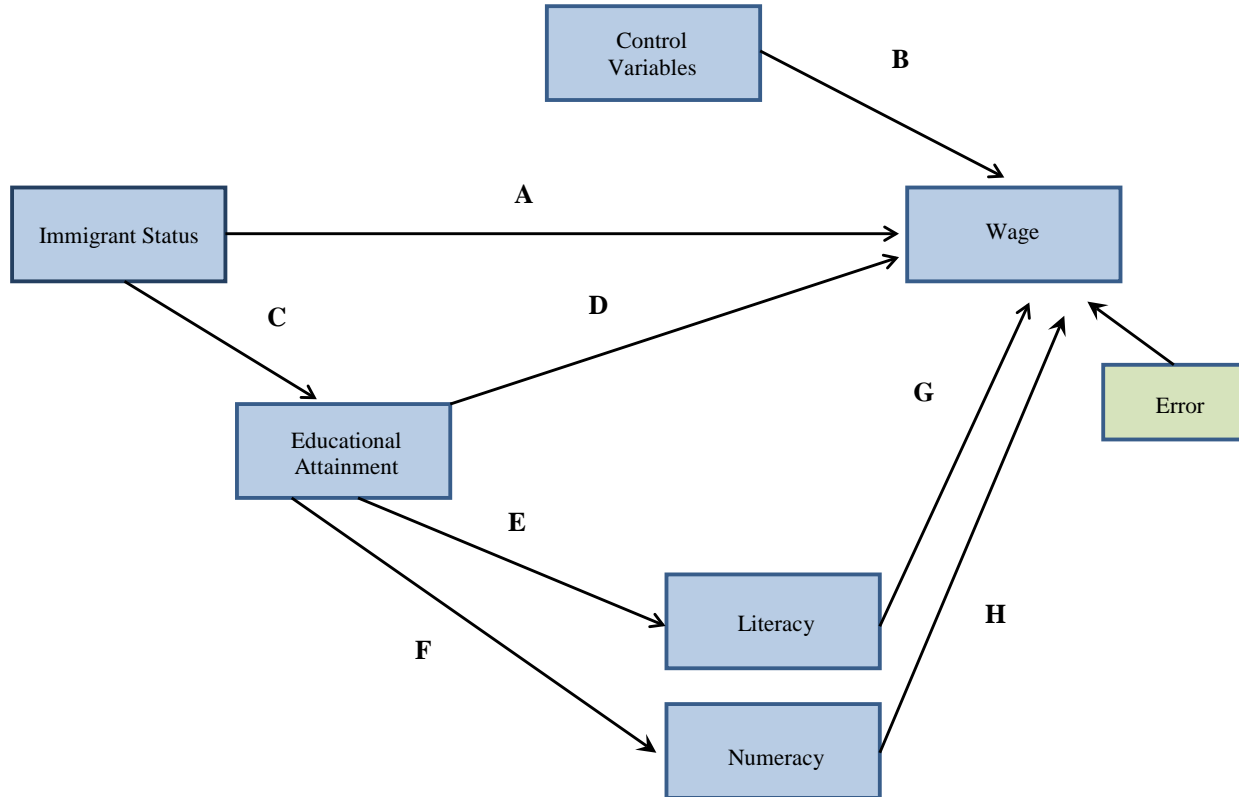 Control
Variables
B
A
Immigrant Status
Wage
C
D
G
Error
Educational
Attainment
E
Literacy
H
F
Numeracy